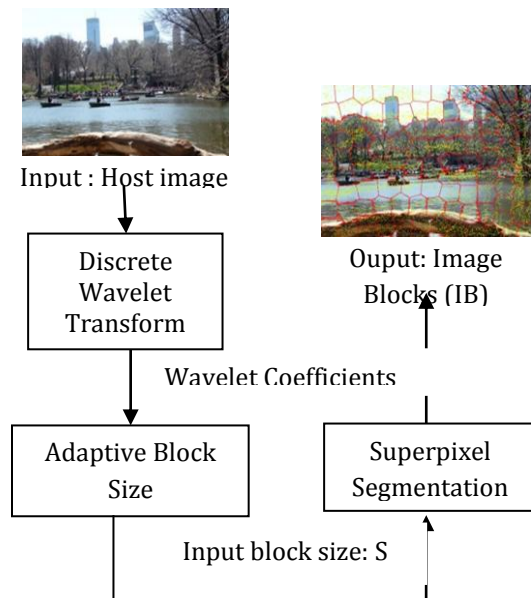 Input : Host image
Discrete
Wavelet
Transform
Wavelet Coefficients
Adaptive Block
Size
Input block size: S
Superpixel
Segmentation
Ouput: Image
Blocks (IB)